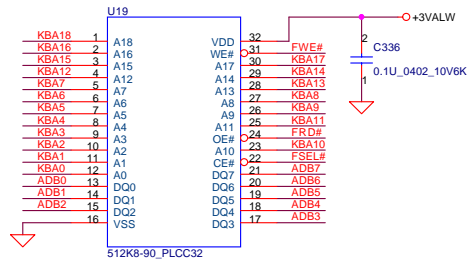 U19
KBA18 1 A18 VDD 32 +3VALW
KBA16 2 A16 WE# 31 FWE#
KBA15 3 A15 A17 30 KBA17
KBA12 4 A12 A14 29 KBA14
KBA7 5 A7 A13 28 KBA13
KBA6 6 A6 A8 27 KBA8
KBA5 7 A5 A9 26 KBA9
KBA4 8 A4 A11 25 KBA11
KBA3 9 A3 OE# 24 FRD#
KBA2 10 A2 A10 23 KBA10
KBA1 11 A1 CE# 22 FSEL#
KBA0 12 A0 DQ7 21 ADB7
ADB0 13 DQ0 DQ6 20 ADB6
ADB1 14 DQ1 DQ5 19 ADB5
ADB2 15 DQ2 DQ4 18 ADB4
16 VSS DQ3 17 ADB3
512K8-90_PLCC32
2
C336
0.1U_0402_10V6K
1